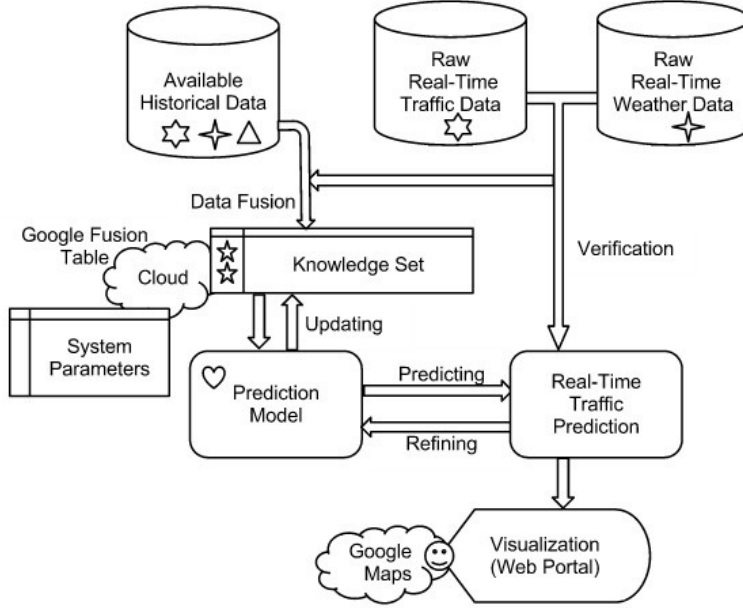 Available
Historical Data
Raw
Real-Time
Traffic Data
Raw
Real-Time
Weather Data
Data Fusion
Google Fusion
Table
Cloud
Knowledge Set
Verification
System
Parameters
Updating
Prediction
Model
Predicting
Refining
Real-Time
Traffic
Prediction
Google
Maps
Visualization
(Web Portal)